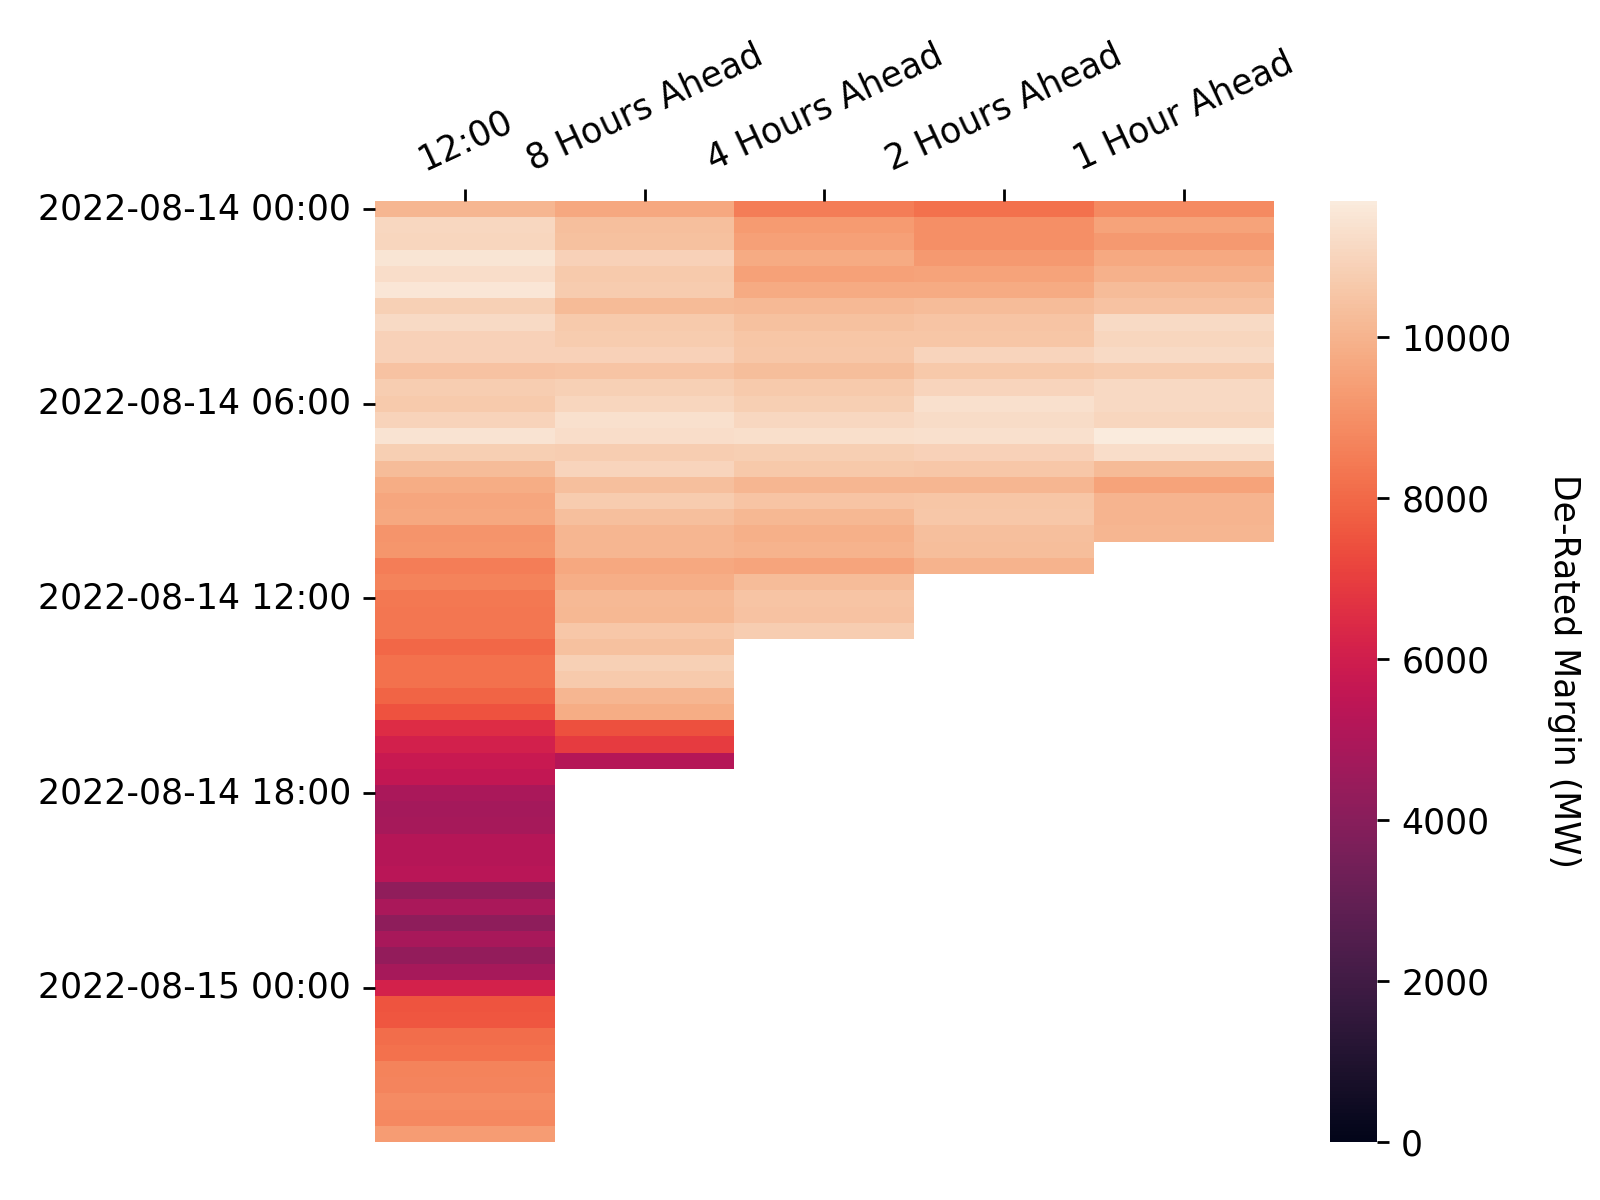 12:00
8 Hours Ahead
4 Hours Ahead
2 Hours Ahead
1 Hour Ahead
2022-08-14 00:00
2022-08-14 06:00
2022-08-14 12:00
2022-08-14 18:00
2022-08-15 00:00
10000
8000
6000
4000
2000
0
De-Rated Margin (MW)